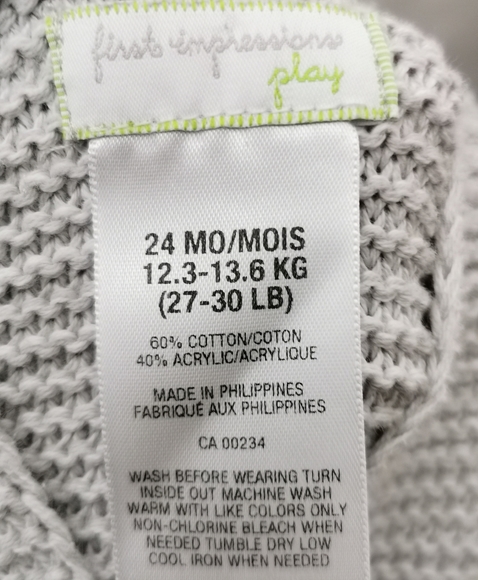 first impressions
play
24 MO/MOIS
12.3-13.6 KG
(27-30 LB)
60% COTTON/COTON
40% ACRYLIC/ACRYLIQUE
MADE IN PHILIPPINES
FABRIQUÉ AUX PHILIPPINES
CA 00234
WASH BEFORE WEARING TURN
INSIDE OUT MACHINE WASH
WARM WITH LIKE COLORS ONLY
NON-CHLORINE BLEACH WHEN
NEEDED TUMBLE DRY LOW
COOL IRON WHEN NEEDED